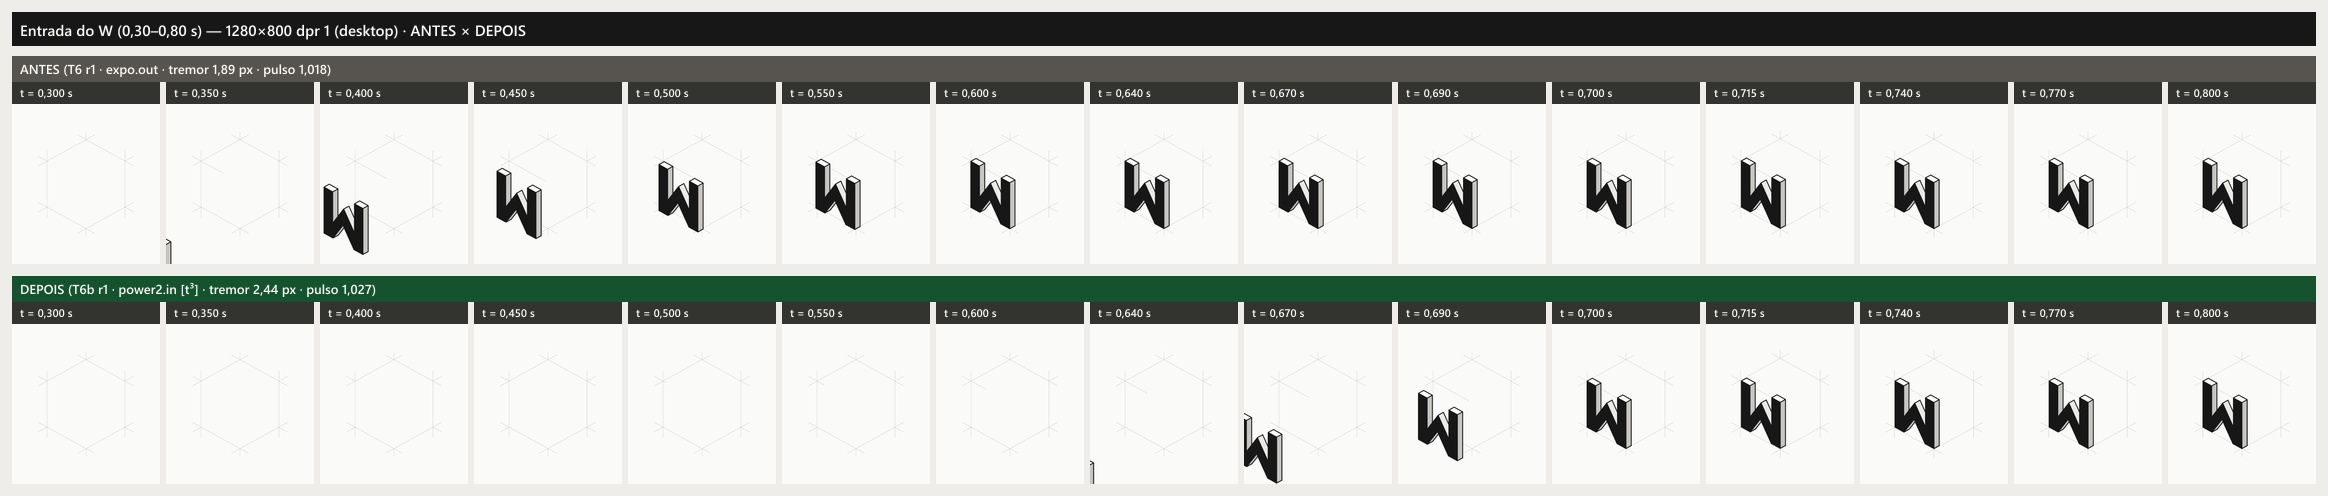 Entrada do W (0,30–0,80 s) — 1280×800 dpr 1 (desktop) · ANTES × DEPOIS
ANTES (T6 r1 · expo.out · tremor 1,89 px · pulso 1,018)
t = 0,300 s t = 0,350 s t = 0,400 s t = 0,450 s t = 0,500 s t = 0,550 s t = 0,600 s t = 0,640 s t = 0,670 s t = 0,690 s t = 0,700 s t = 0,715 s t = 0,740 s t = 0,770 s t = 0,800 s
DEPOIS (T6b r1 · power2.in [t³] · tremor 2,44 px · pulso 1,027)
t = 0,300 s t = 0,350 s t = 0,400 s t = 0,450 s t = 0,500 s t = 0,550 s t = 0,600 s t = 0,640 s t = 0,670 s t = 0,690 s t = 0,700 s t = 0,715 s t = 0,740 s t = 0,770 s t = 0,800 s